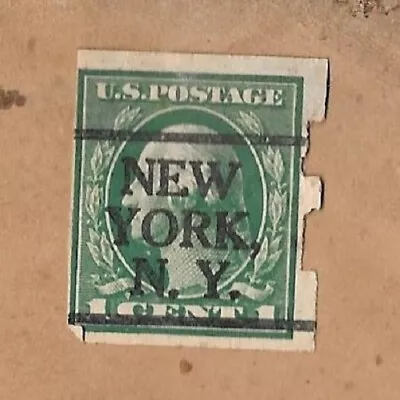 U.S. POSTAGE
NEW
YORK,
N. Y.
1 CENT 1